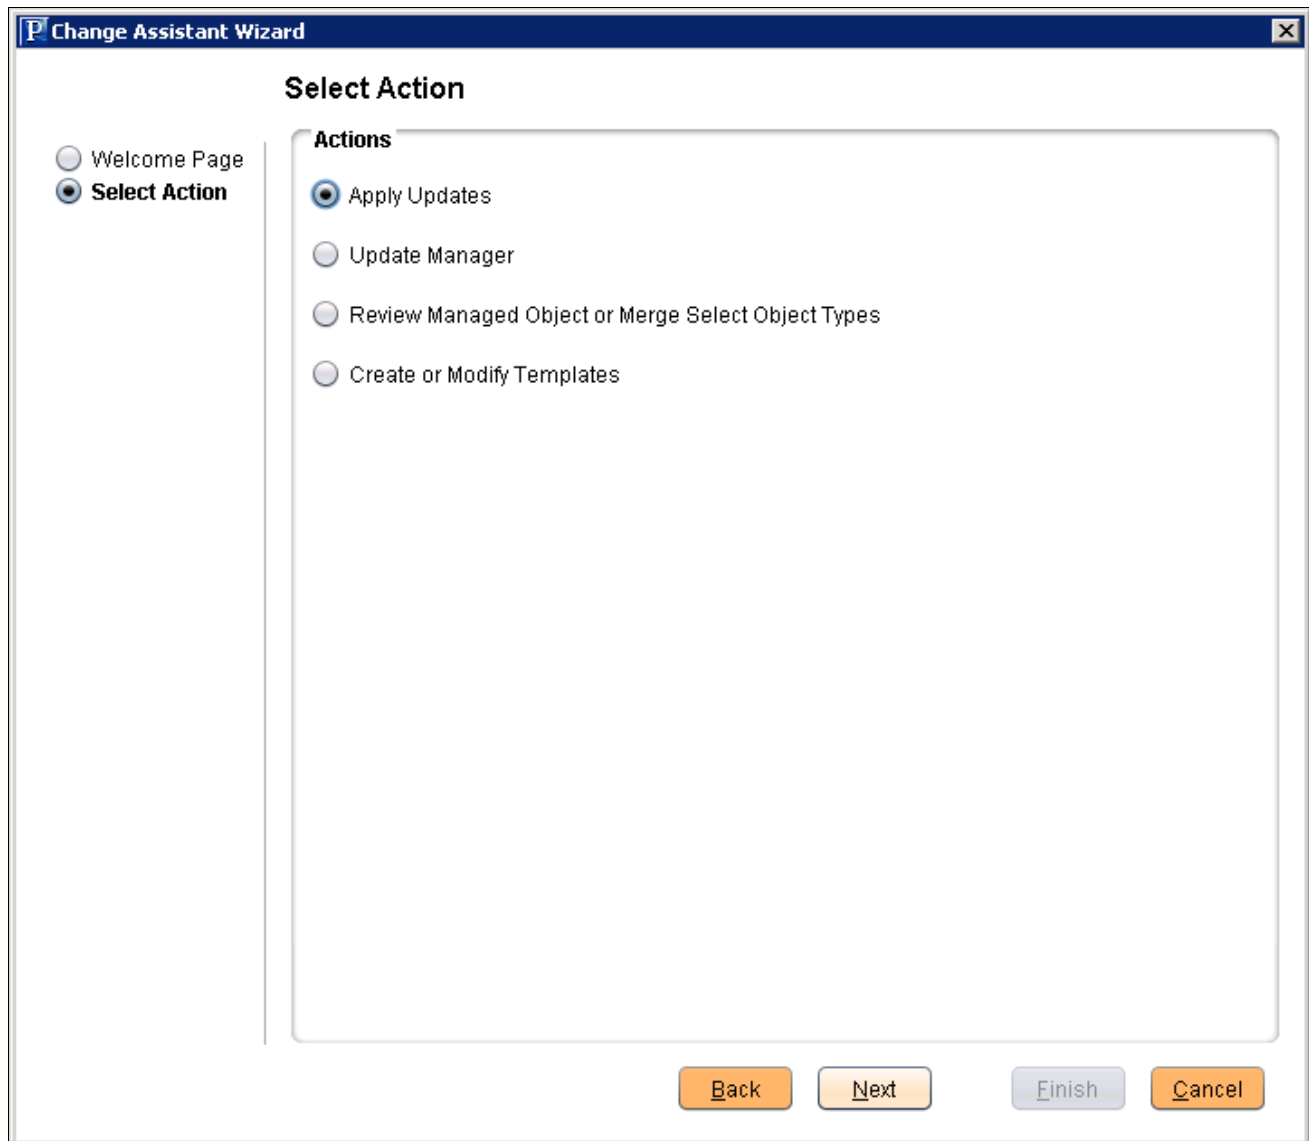 P Change Assistant Wizard
Select Action
Welcome Page
Select Action
Actions
Apply Updates
Update Manager
Review Managed Object or Merge Select Object Types
Create or Modify Templates
Back Next Finish Cancel